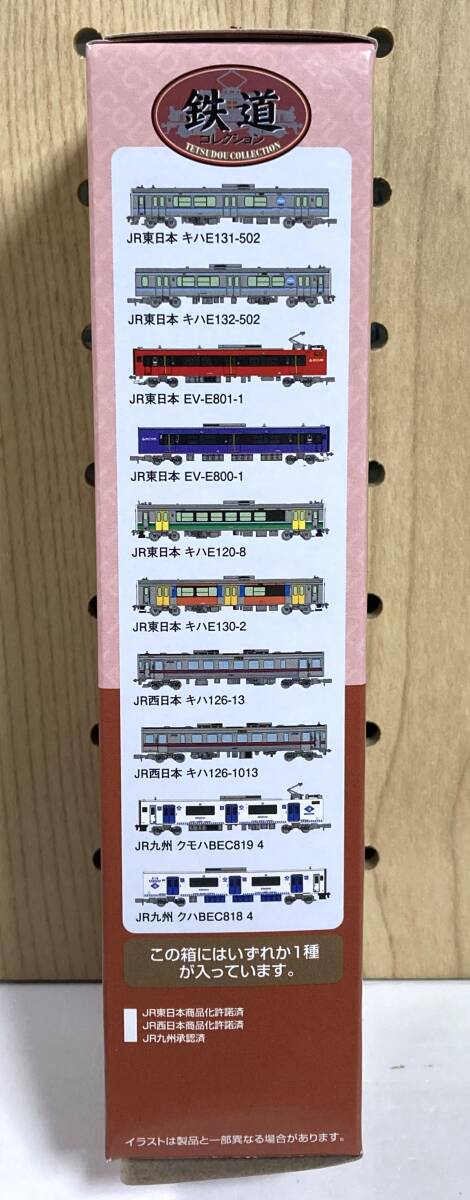 鉄道
コレクション
TETSUDOU COLLECTION
JR東日本 キハE131-502
JR東日本 キハE132-502
JR東日本 EV-E801-1
JR東日本 EV-E800-1
JR東日本 キハE120-8
JR東日本 キハE130-2
JR西日本 キハ126-13
JR西日本 キハ126-1013
JR九州 クモハBEC819 4
JR九州 クハBEC818 4
この箱にはいずれか1種
が入っています。
JR東日本商品化許諾済
JR西日本商品化許諾済
JR九州承認済
イラストは製品と一部異なる場合があります。